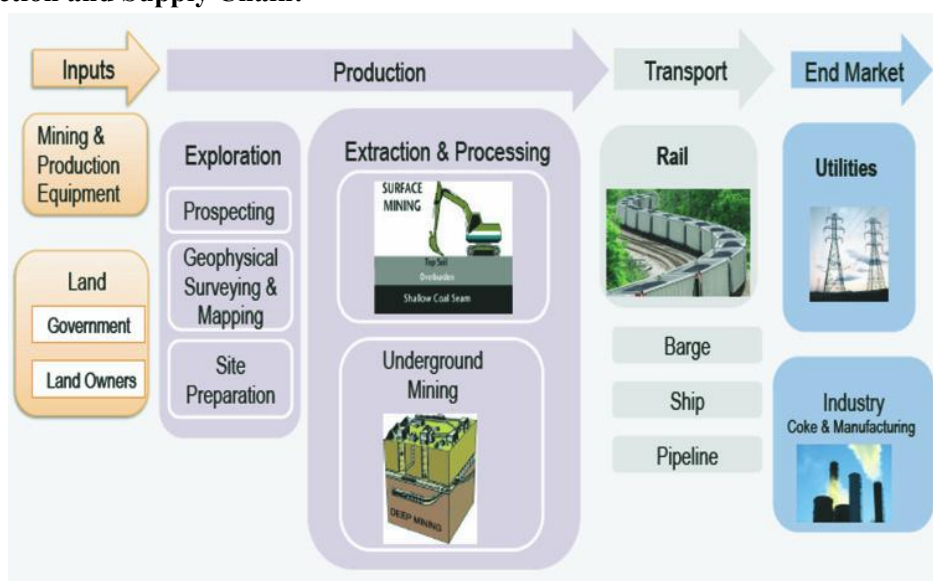 ction and Supply Chain:
Inputs
Production
Transport
End Market
Mining &
Production
Equipment
Land
Government
Land Owners
Exploration
Prospecting
Geophysical
Surveying &
Mapping
Site
Preparation
Extraction & Processing
SURFACE
MINING
Top Soil
Overburden
Shallow Coal Seam
Underground
Mining
DEEP MINING
Rail
Barge
Ship
Pipeline
Utilities
Industry
Coke & Manufacturing